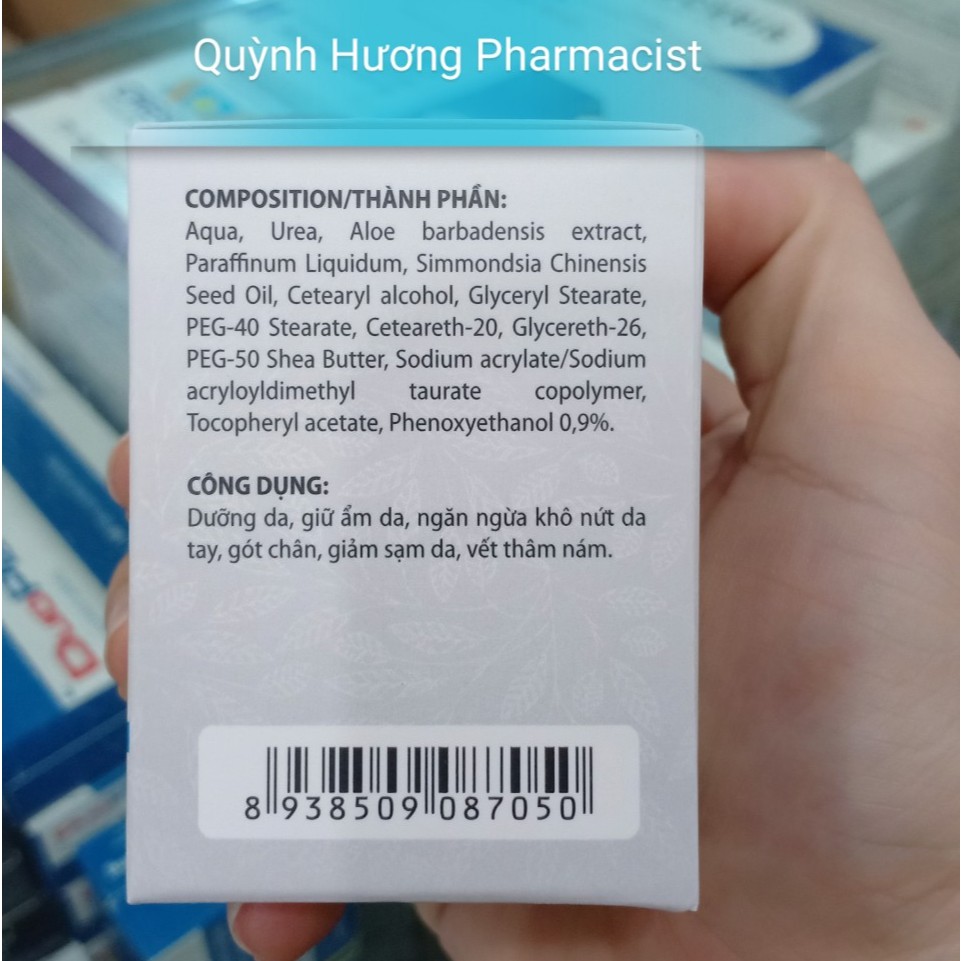 Quỳnh Hương Pharmacist
COMPOSITION/THÀNH PHẦN:
Aqua, Urea, Aloe barbadensis extract,
Paraffinum Liquidum, Simmondsia Chinensis
Seed Oil, Cetearyl alcohol, Glyceryl Stearate,
PEG-40 Stearate, Ceteareth-20, Glycereth-26,
PEG-50 Shea Butter, Sodium acrylate/Sodium
acryloyldimethyl taurate copolymer,
Tocopheryl acetate, Phenoxyethanol 0,9%.
CÔNG DỤNG:
Dưỡng da, giữ ẩm da, ngăn ngừa khô nứt da
tay, gót chân, giảm sạm da, vết thâm nám.
8 938509 087050